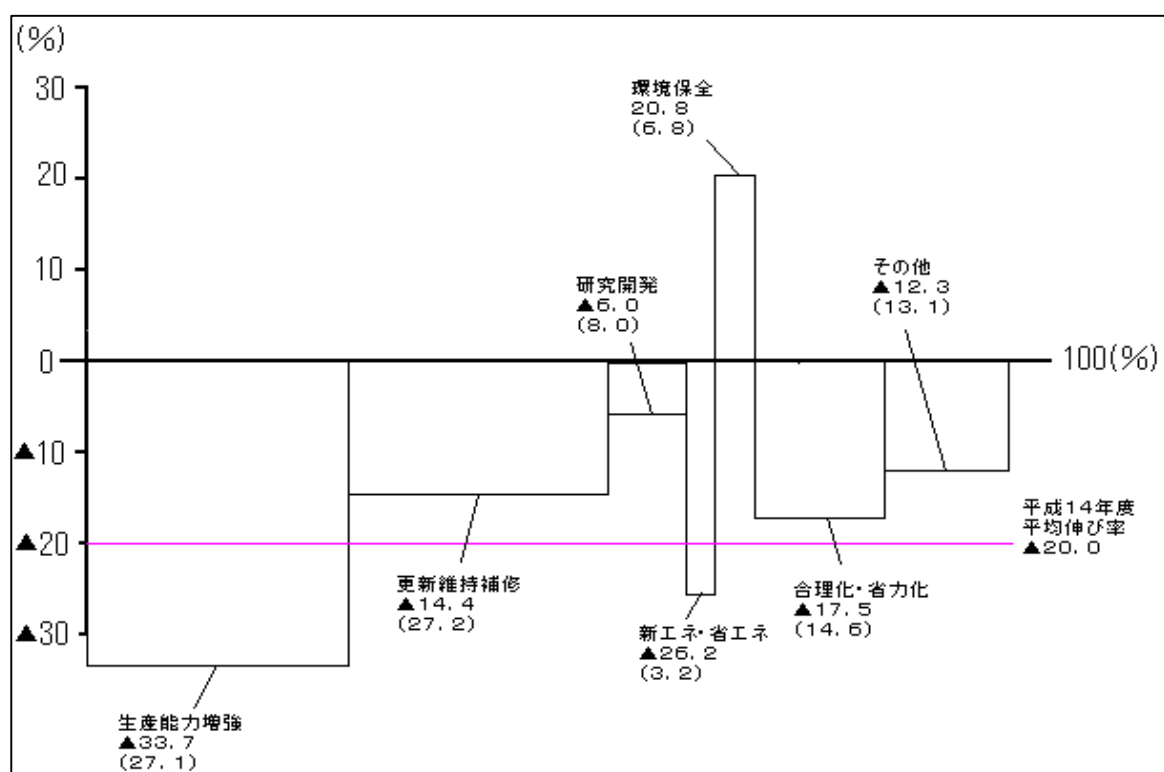 (%)
30
20
10
0
▲10
▲20
▲30
100(%)
環境保全
20.8
(6.8)
その他
▲12.3
(13.1)
研究開発
▲6.0
(8.0)
平成14年度
平均伸び率
▲20.0
更新維持補修
▲14.4
(27.2)
合理化・省力化
▲17.5
(14.6)
新エネ・省エネ
▲26.2
(3.2)
生産能力増強
▲33.7
(27.1)